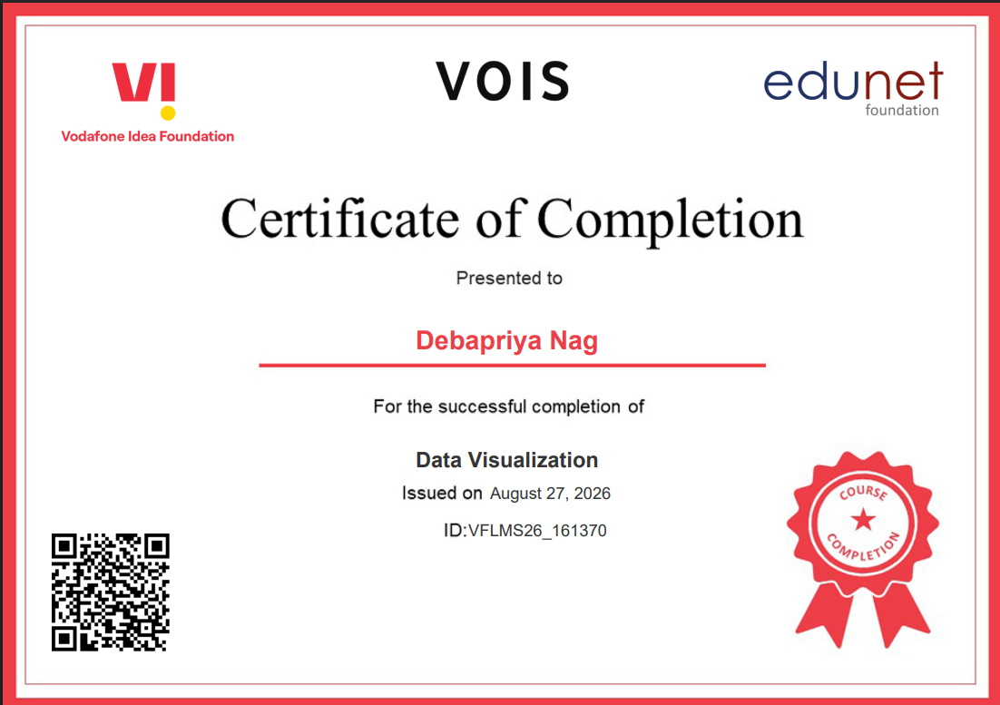 VI
Vodafone Idea Foundation
VOIS
edunet
foundation
Certificate of Completion
Presented to
Debapriya Nag
For the successful completion of
Data Visualization
Issued on August 27, 2026
ID:VFLMS26_161370
COURSE
COMPLETION